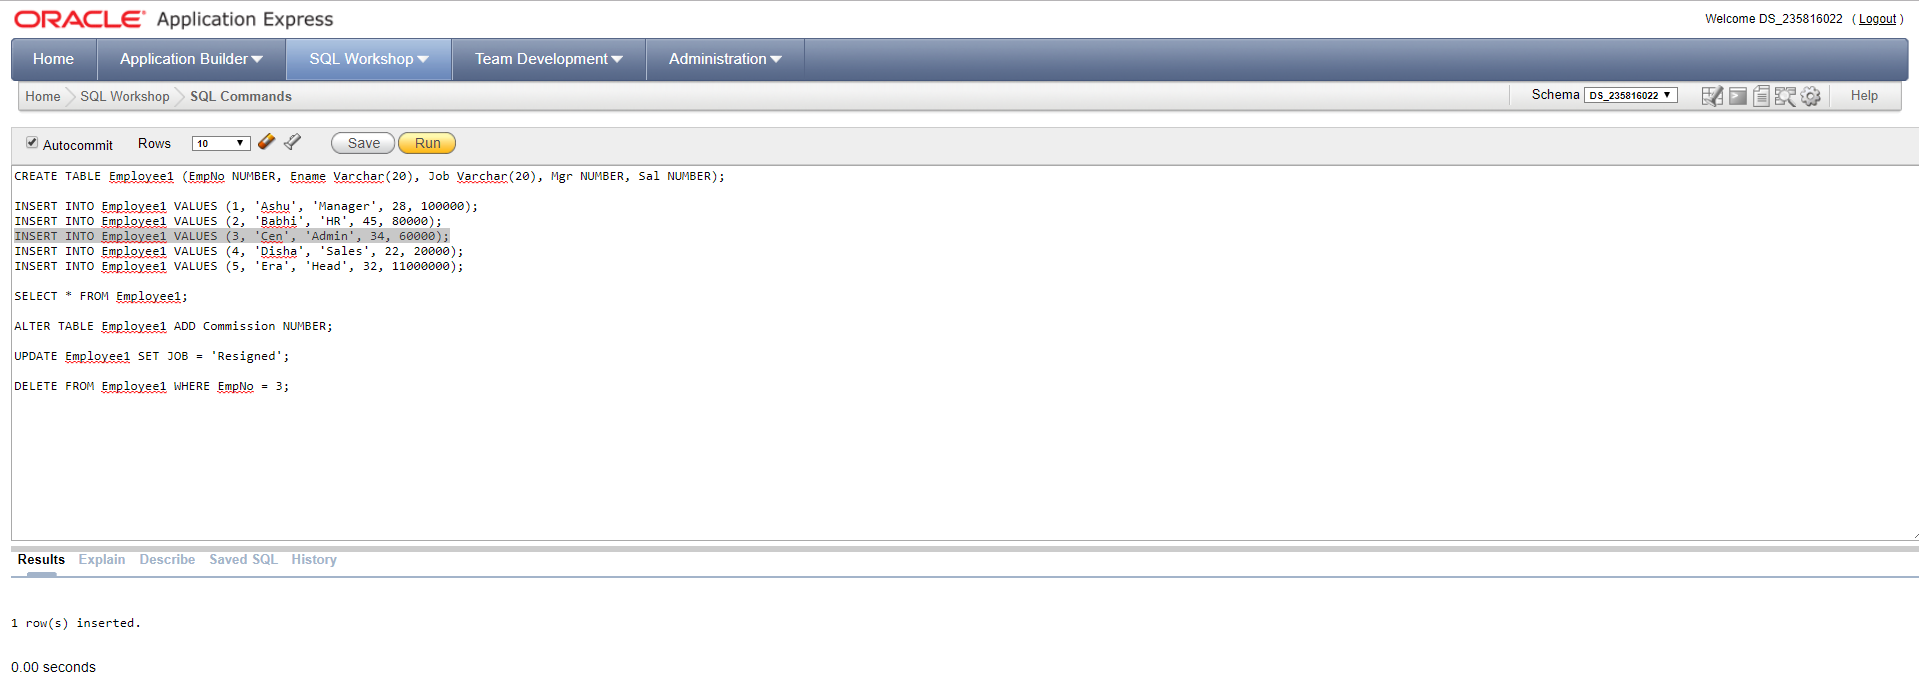 ORACLE Application Express
Welcome DS_235816022 ( Logout )
Home Application Builder SQL Workshop Team Development Administration
Home SQL Workshop SQL Commands Schema DS_235816022 Help
Autocommit Rows 10 Save Run
CREATE TABLE Employee1 (EmpNo NUMBER, Ename Varchar(20), Job Varchar(20), Mgr NUMBER, Sal NUMBER);
INSERT INTO Employee1 VALUES (1, 'Ashu', 'Manager', 28, 100000);
INSERT INTO Employee1 VALUES (2, 'Babhi', 'HR', 45, 80000);
INSERT INTO Employee1 VALUES (3, 'Cen', 'Admin', 34, 60000);
INSERT INTO Employee1 VALUES (4, 'Disha', 'Sales', 22, 20000);
INSERT INTO Employee1 VALUES (5, 'Era', 'Head', 32, 11000000);
SELECT * FROM Employee1;
ALTER TABLE Employee1 ADD Commission NUMBER;
UPDATE Employee1 SET JOB = 'Resigned';
DELETE FROM Employee1 WHERE EmpNo = 3;
Results Explain Describe Saved SQL History
1 row(s) inserted.
0.00 seconds